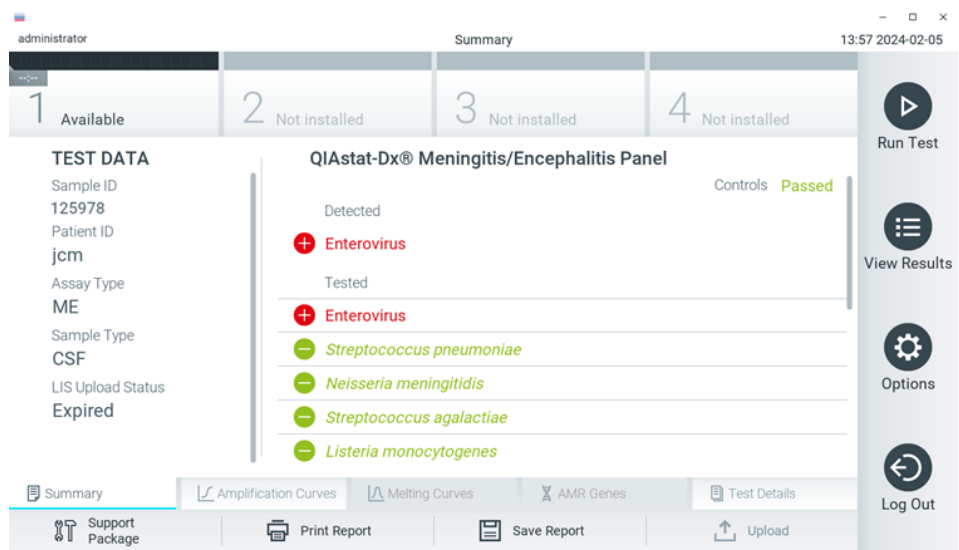 administrator
Summary
13:57 2024-02-05
--:--
1 Available
2 Not installed
3 Not installed
4 Not installed
Run Test
View Results
Options
Log Out
TEST DATA
Sample ID
125978
Patient ID
jcm
Assay Type
ME
Sample Type
CSF
LIS Upload Status
Expired
QIAstat-Dx® Meningitis/Encephalitis Panel
Controls Passed
Detected
Enterovirus
Tested
Enterovirus
Streptococcus pneumoniae
Neisseria meningitidis
Streptococcus agalactiae
Listeria monocytogenes
Summary
Amplification Curves
Melting Curves
AMR Genes
Test Details
Support
Package
Print Report
Save Report
Upload